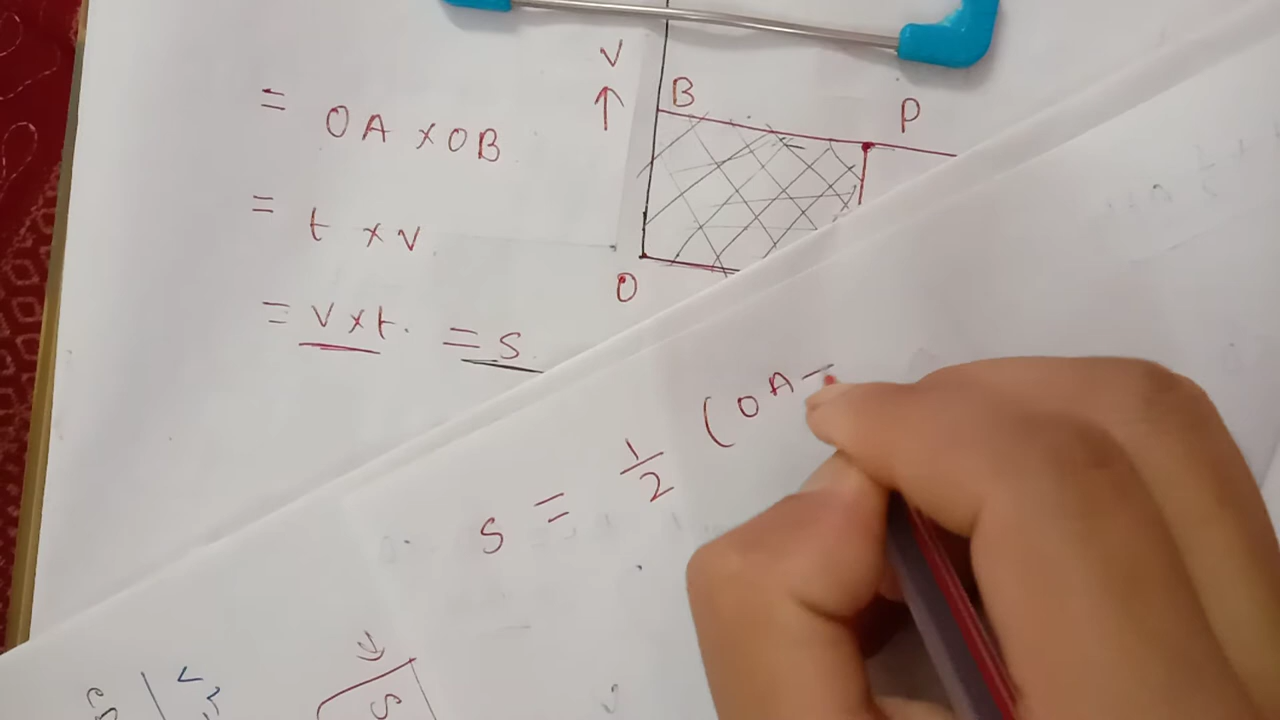 V
↑
B
P
= OA × OB
= t × v
O
= v×t. = s
s = 1/2 (OA
s